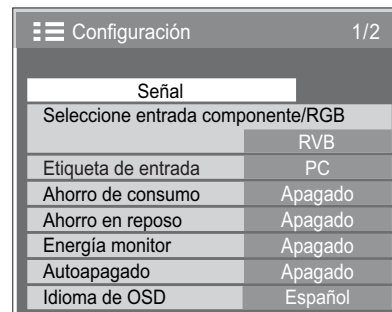 Configuración 1/2
Señal
Seleccione entrada componente/RGB
RVB
Etiqueta de entrada PC
Ahorro de consumo Apagado
Ahorro en reposo Apagado
Energía monitor Apagado
Autoapagado Apagado
Idioma de OSD Español